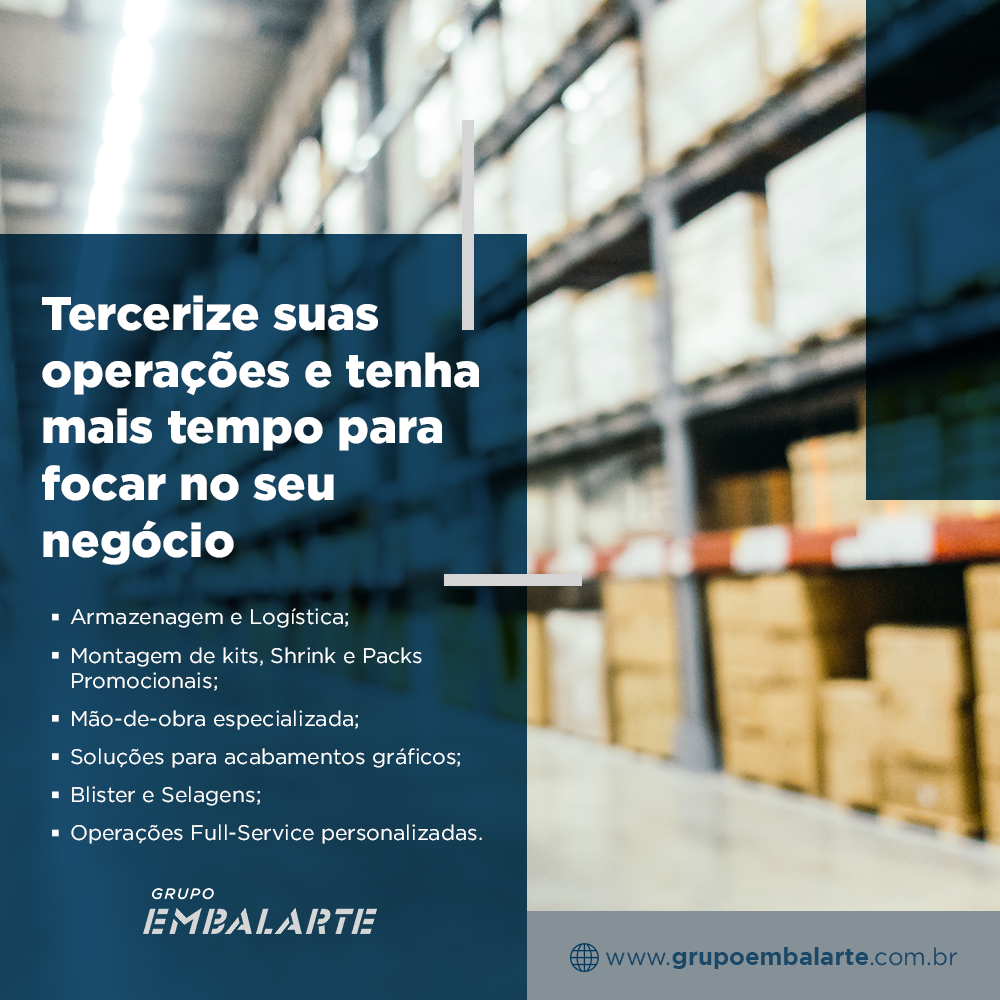 Tercerize suas
operações e tenha
mais tempo para
focar no seu
negócio
▪ Armazenagem e Logística;
▪ Montagem de kits, Shrink e Packs
Promocionais;
▪ Mão-de-obra especializada;
▪ Soluções para acabamentos gráficos;
▪ Blister e Selagens;
▪ Operações Full-Service personalizadas.
GRUPO
EMBALARTE
www.grupoembalarte.com.br